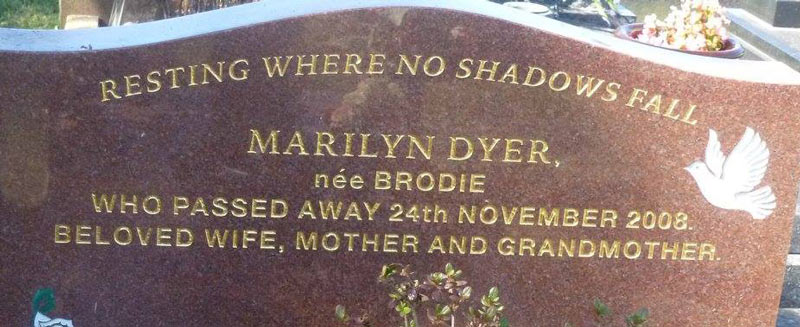 RESTING WHERE NO SHADOWS FALL
MARILYN DYER,
née BRODIE
WHO PASSED AWAY 24th NOVEMBER 2008.
BELOVED WIFE, MOTHER AND GRANDMOTHER.